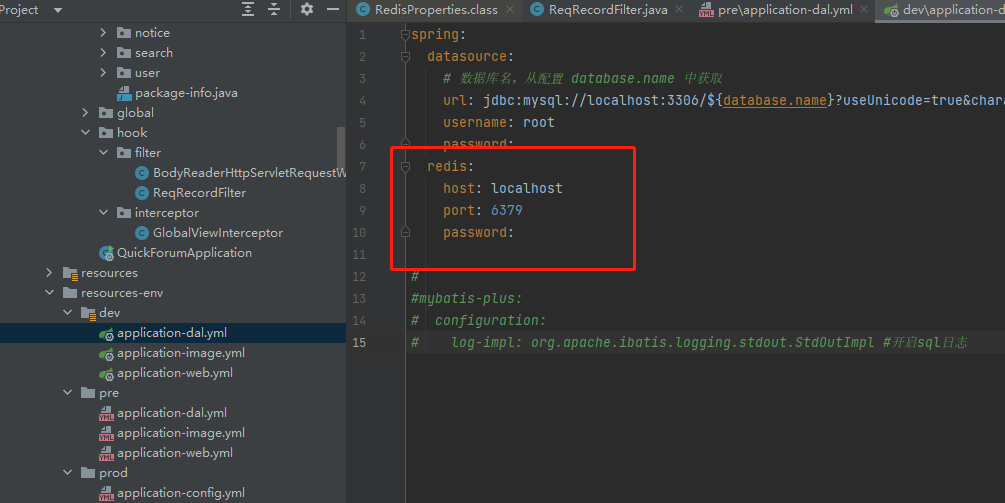 Project
notice
search
user
package-info.java
global
hook
filter
BodyReaderHttpServletRequestW
ReqRecordFilter
interceptor
GlobalViewInterceptor
QuickForumApplication
resources
resources-env
dev
application-dal.yml
application-image.yml
application-web.yml
pre
application-dal.yml
application-image.yml
application-web.yml
prod
application-config.yml
RedisProperties.class
ReqRecordFilter.java
pre\application-dal.yml
dev\application-d
1 spring:
2 datasource:
3 # 数据库名，从配置 database.name 中获取
4 url: jdbc:mysql://localhost:3306/${database.name}?useUnicode=true&chara
5 username: root
6 password:
7 redis:
8 host: localhost
9 port: 6379
10 password:
11
12 #
13 #mybatis-plus:
14 # configuration:
15 # log-impl: org.apache.ibatis.logging.stdout.StdOutImpl #开启sql日志